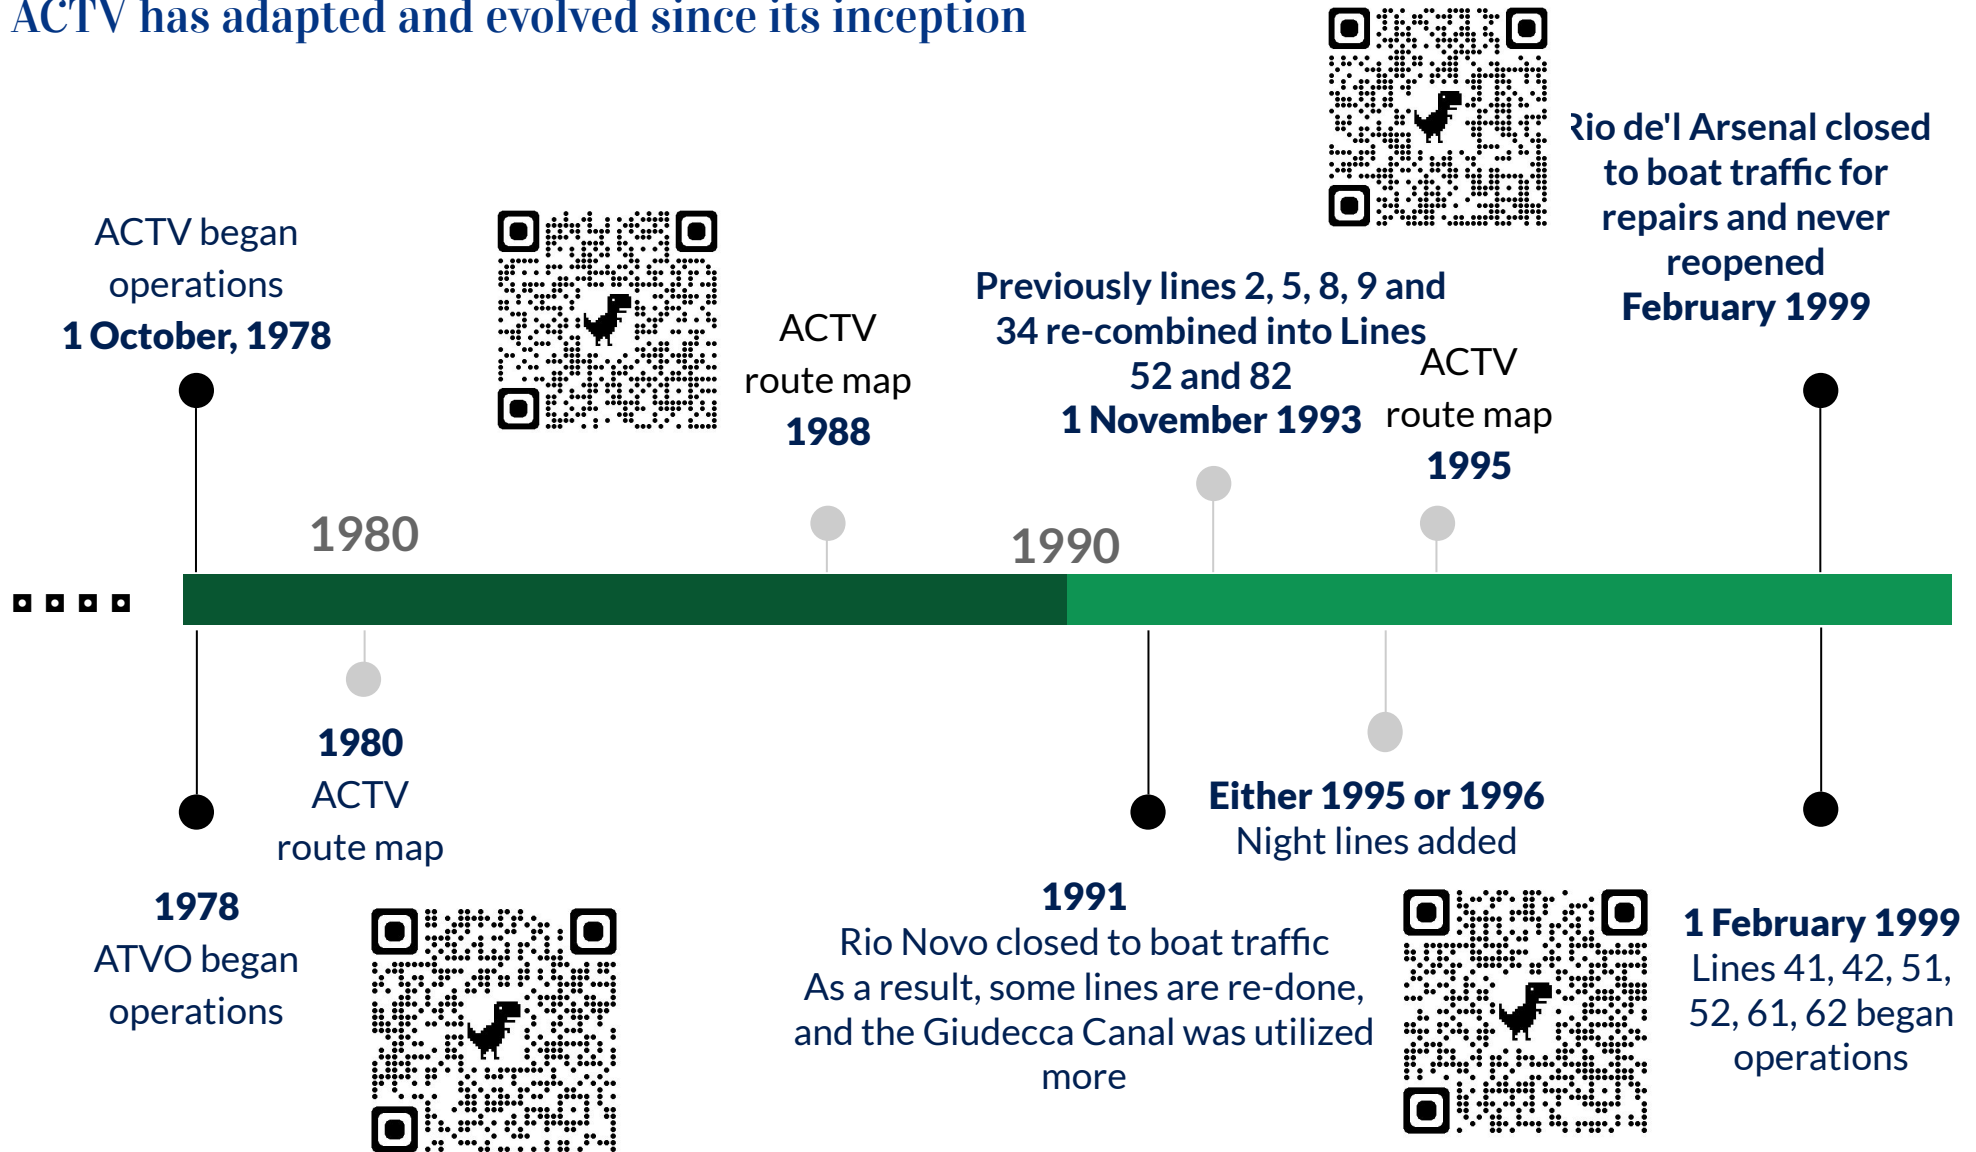 ACTV has adapted and evolved since its inception
ACTV began
operations
1 October, 1978
ACTV
route map
1988
Previously lines 2, 5, 8, 9 and
34 re-combined into Lines
52 and 82
1 November 1993
ACTV
route map
1995
Rio de'l Arsenal closed
to boat traffic for
repairs and never
reopened
February 1999
1980
1990
1978
ATVO began
operations
1980
ACTV
route map
1991
Rio Novo closed to boat traffic
As a result, some lines are re-done,
and the Giudecca Canal was utilized
more
Either 1995 or 1996
Night lines added
1 February 1999
Lines 41, 42, 51,
52, 61, 62 began
operations